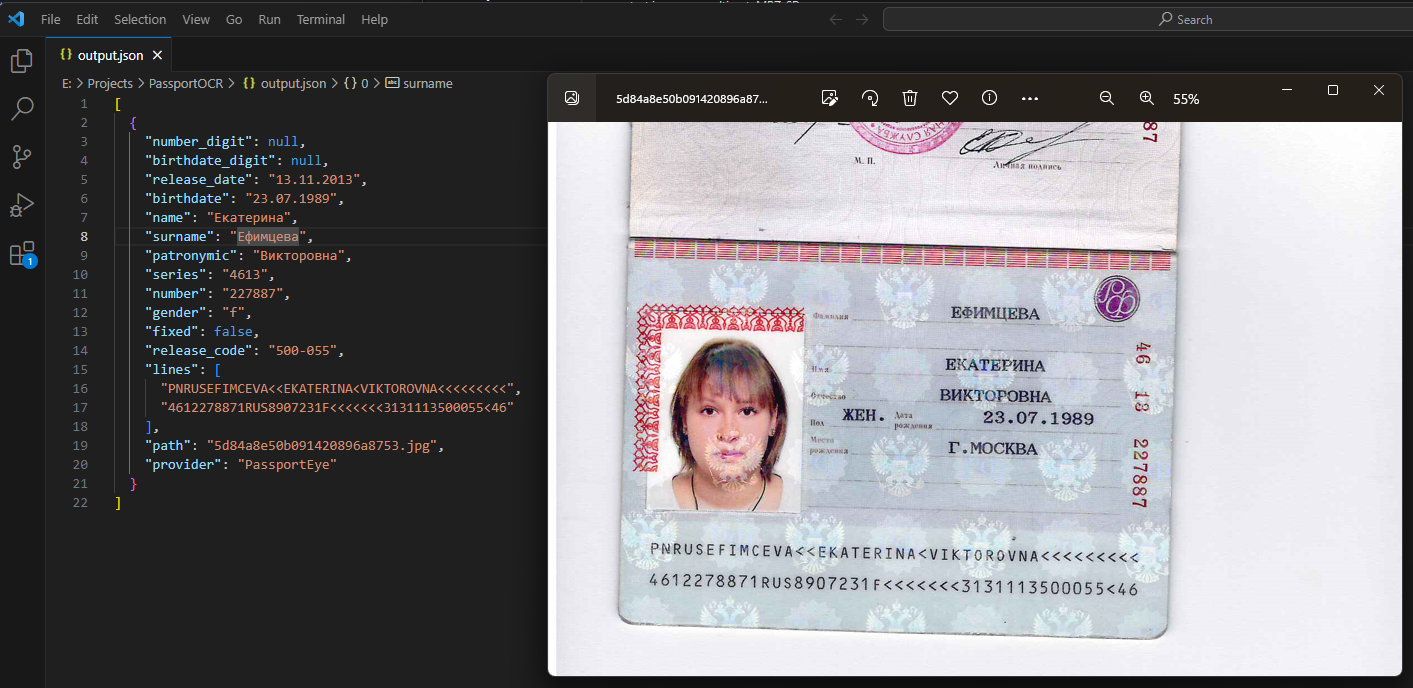 File Edit Selection View Go Run Terminal Help
Search
{} output.json ×
E: > Projects > PassportOCR > {} output.json > {} 0 > surname
1 [
2 {
3 "number_digit": null,
4 "birthdate_digit": null,
5 "release_date": "13.11.2013",
6 "birthdate": "23.07.1989",
7 "name": "Екатерина",
8 "surname": "Ефимцева",
9 "patronymic": "Викторовна",
10 "series": "4613",
11 "number": "227887",
12 "gender": "f",
13 "fixed": false,
14 "release_code": "500-055",
15 "lines": [
16 "PNRUSEFIMCEVA<<EKATERINA<VIKTOROVNA<<<<<<<<<",
17 "4612278871RUS8907231F<<<<<<<3131113500055<46"
18 ],
19 "path": "5d84a8e50b091420896a8753.jpg",
20 "provider": "PassportEye"
21 }
22 ]
1
5d84a8e50b091420896a87...
55%
87
М. П.
Личная подпись
Фамилия ЕФИМЦЕВА
РФ
Имя ЕКАТЕРИНА
Отчество ВИКТОРОВНА
Пол ЖЕН. Дата рождения 23.07.1989
Место рождения Г.МОСКВА
46 13 227887
PNRUSEFIMCEVA<<EKATERINA<VIKTOROVNA<<<<<<<<<
4612278871RUS8907231F<<<<<<<3131113500055<46